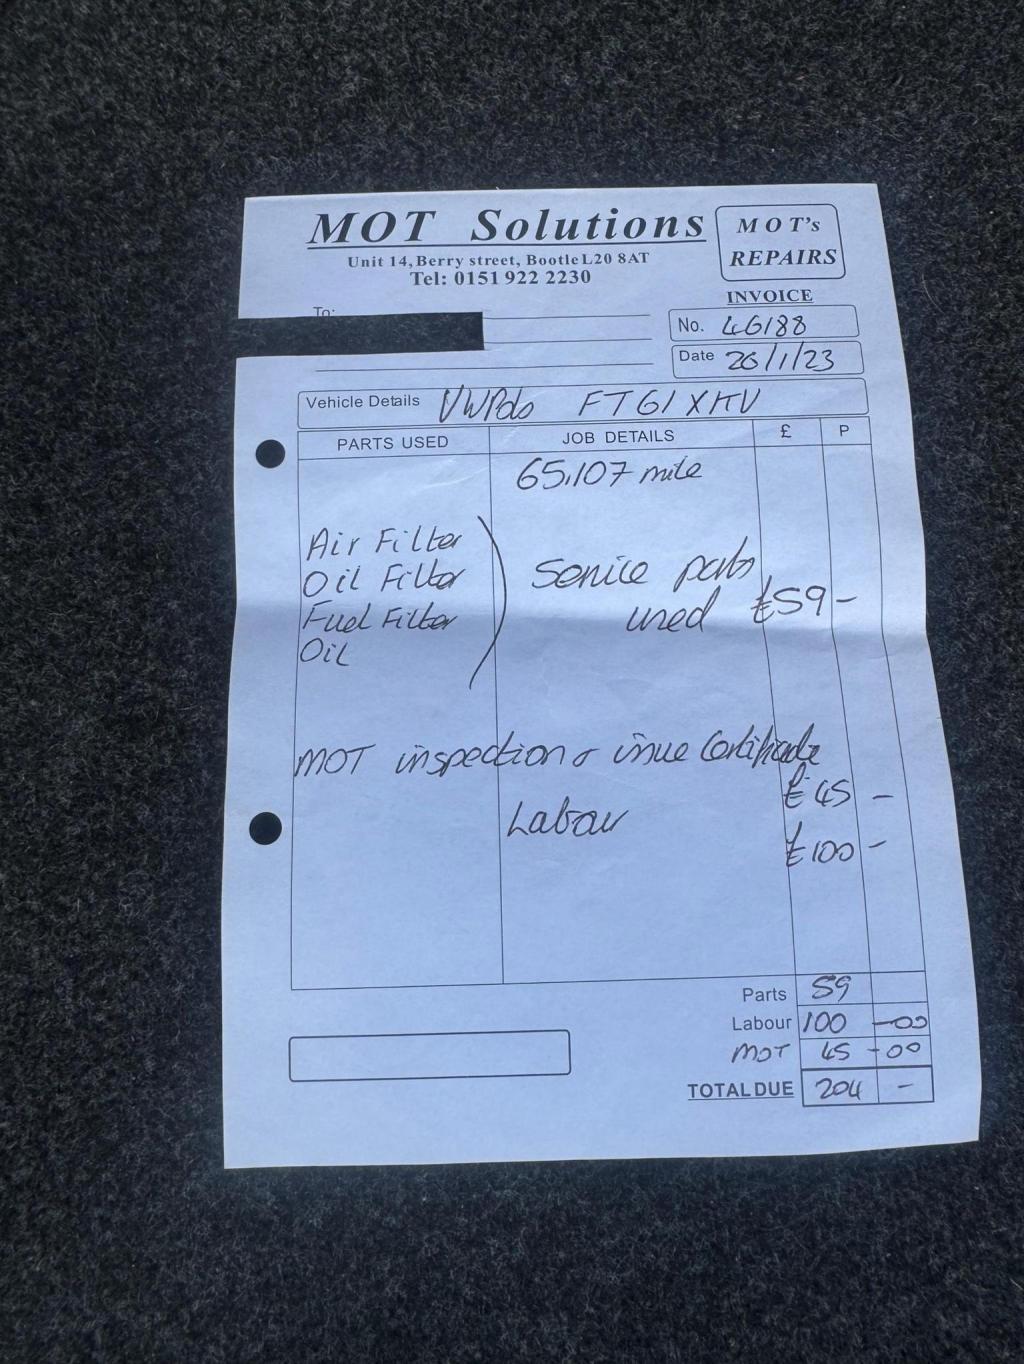 MOT Solutions
MOT's
REPAIRS
Unit 14, Berry street, Bootle L20 8AT
Tel: 0151 922 2230
INVOICE
To:
No. 46188
Date 26/1/23
Vehicle Details VW Polo FT61 XHV
PARTS USED JOB DETAILS £ P
65,107 mile
Air Filter
Oil Filter
Fuel Filter
Oil
Service parts
used £59 -
MOT inspection & issue Certificate
£45 -
Labour
£100 -
Parts 59
Labour 100 -00
MOT 45 -00
TOTAL DUE 204 -